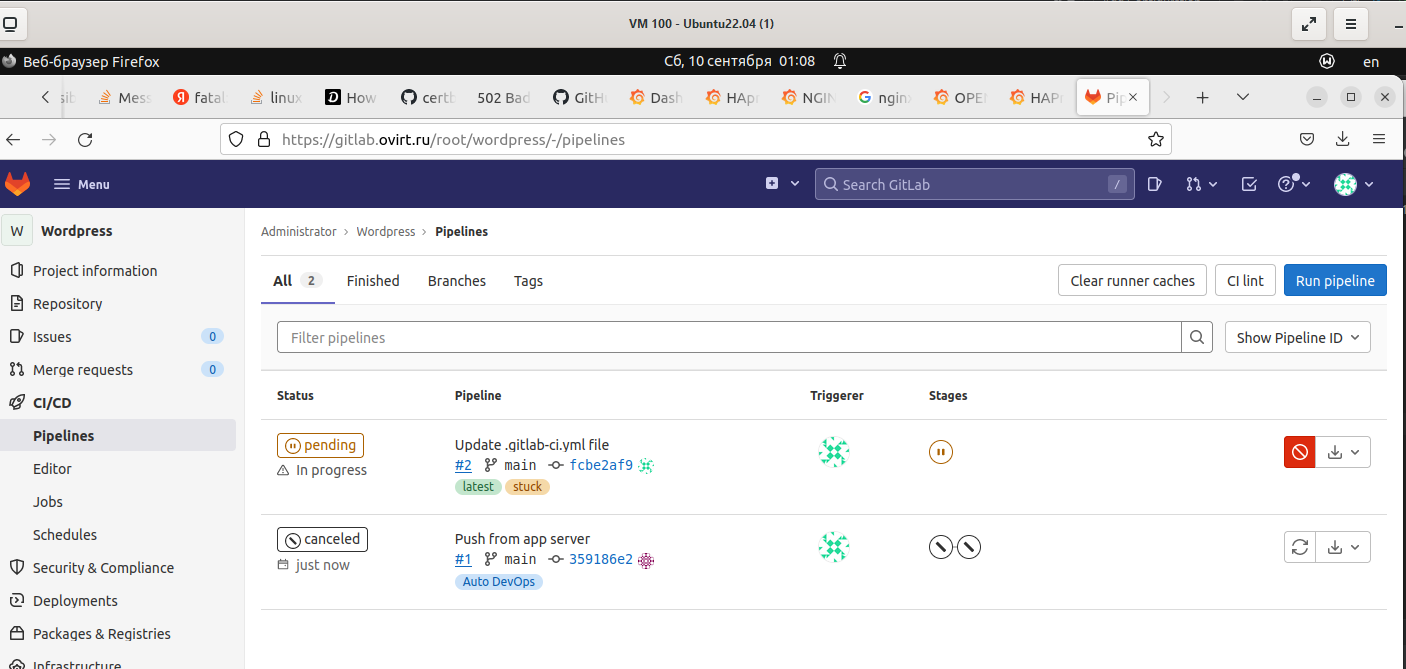 VM 100 - Ubuntu22.04 (1)
Веб-браузер Firefox Сб, 10 сентября 01:08 en
Mess fatal linux How certb 502 Bad GitHu Dash HApr NGIN nginx OPEN HAPr Pip
https://gitlab.ovirt.ru/root/wordpress/-/pipelines
Menu Search GitLab /
W Wordpress
Administrator › Wordpress › Pipelines
Project information
Repository
Issues 0
Merge requests 0
CI/CD
Pipelines
Editor
Jobs
Schedules
Security & Compliance
Deployments
Packages & Registries
Infrastructure
All 2 Finished Branches Tags Clear runner caches CI lint Run pipeline
Filter pipelines Show Pipeline ID
Status Pipeline Triggerer Stages
pending Update .gitlab-ci.yml file
In progress #2 main fcbe2af9
latest stuck
canceled Push from app server
just now #1 main 359186e2
Auto DevOps